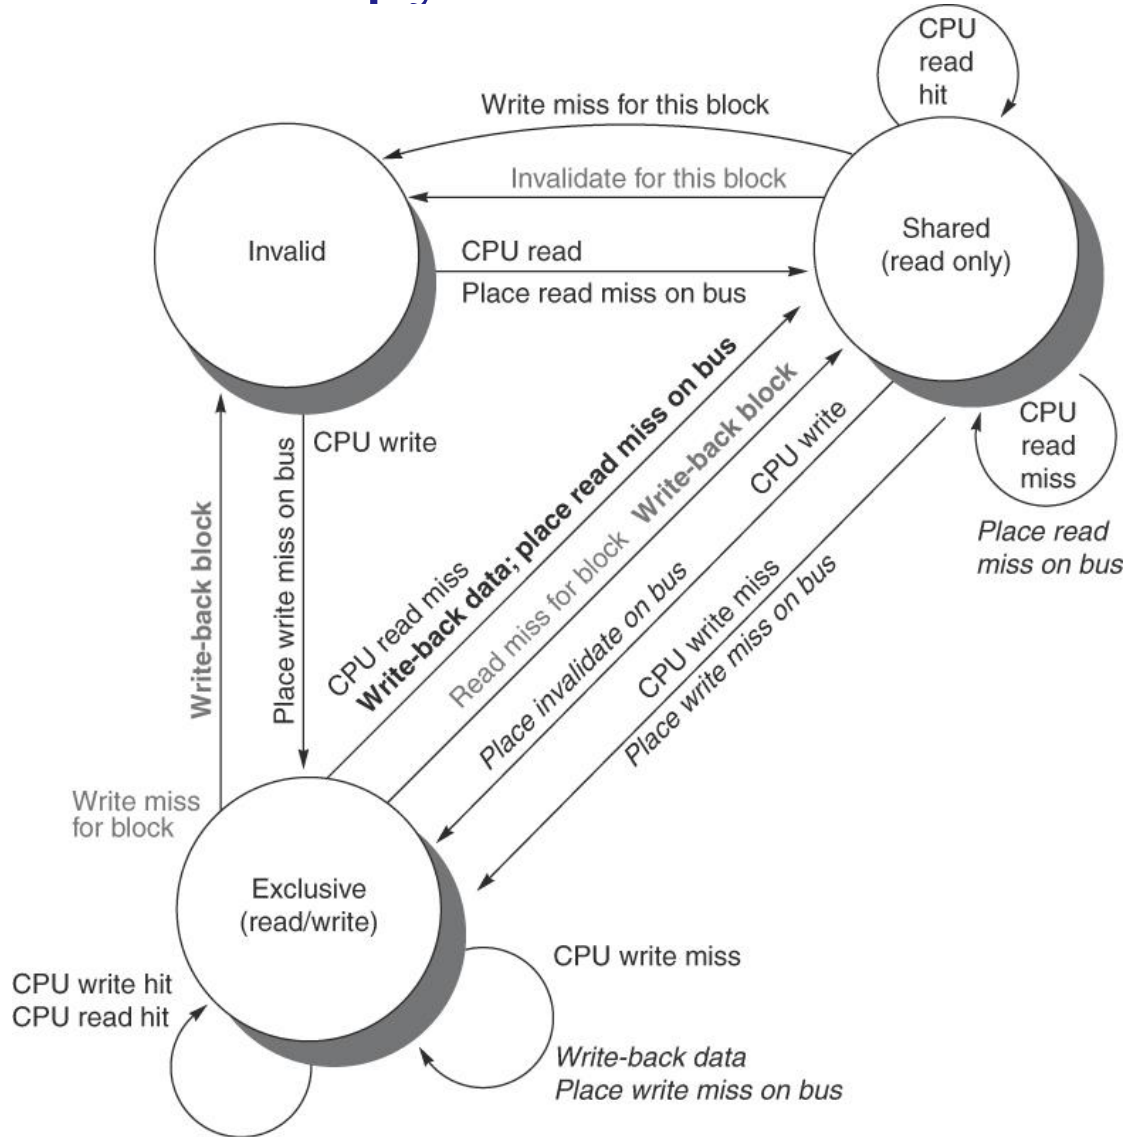 CPU
read
hit
Write miss for this block
Invalidate for this block
Invalid
CPU read
Place read miss on bus
Shared
(read only)
CPU write
Place write miss on bus
Write-back block
Write miss
for block
CPU read miss
Write-back data; place read miss on bus
Read miss for block Write-back block
CPU write
Place invalidate on bus
CPU write miss
Place write miss on bus
CPU
read
miss
Place read
miss on bus
Exclusive
(read/write)
CPU write hit
CPU read hit
CPU write miss
Write-back data
Place write miss on bus